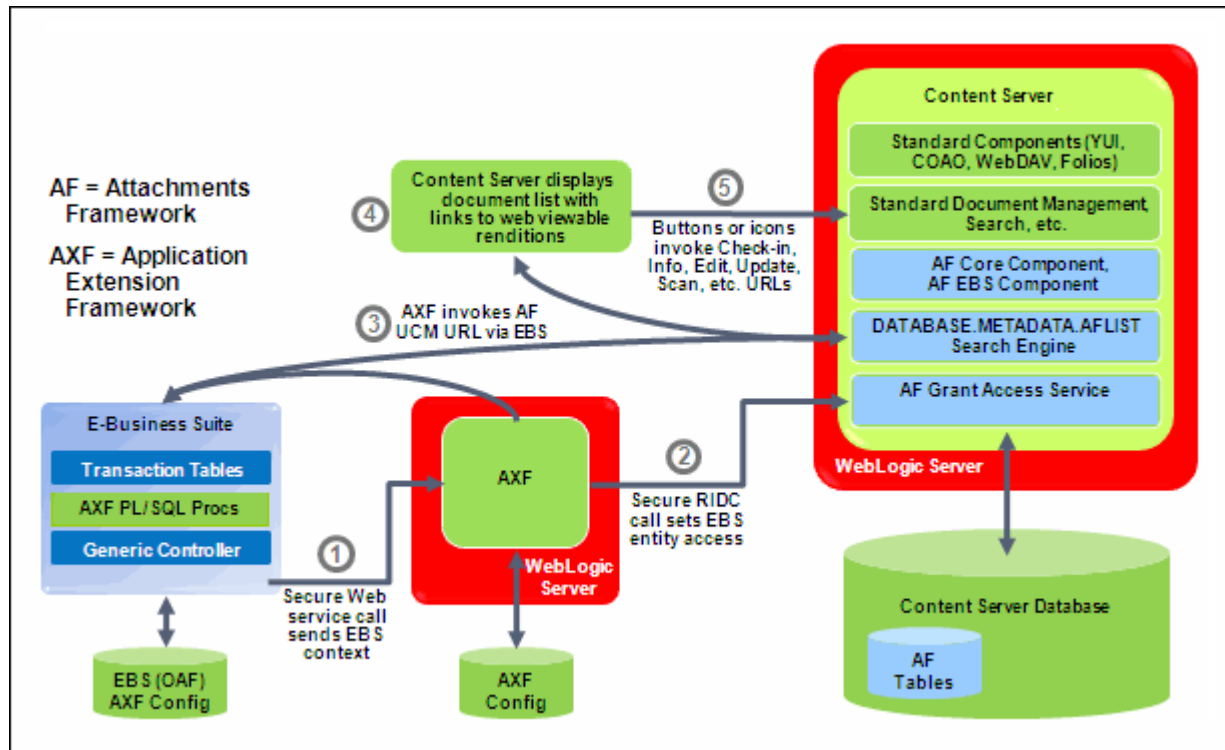 Content Server
Standard Components (YUI,
COAO, WebDAV, Folios)
Standard Document Management,
Search, etc.
AF Core Component,
AF EBS Component
DATABASE.METADATA.AFLIST
Search Engine
AF Grant Access Service
WebLogic Server
AF = Attachments
Framework
AXF = Application
Extension
Framework
4
Content Server displays
document list with
links to web viewable
renditions
5
Buttons or icons
invoke Check-in,
Info, Edit, Update,
Scan, etc. URLs
3
AXF invokes AF
UCM URL via EBS
E-Business Suite
Transaction Tables
AXF PL/SQL Procs
Generic Controller
1
Secure Web
service call
sends EBS
context
AXF
WebLogic
Server
2
Secure RIDC
call sets EBS
entity access
EBS (OAF)
AXF Config
AXF
Config
Content Server Database
AF
Tables